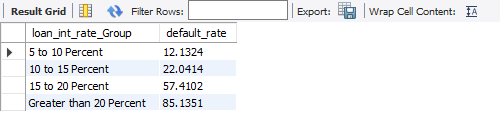 Result Grid Filter Rows: Export: Wrap Cell Content:
loan_int_rate_Group default_rate
5 to 10 Percent 12.1324
10 to 15 Percent 22.0414
15 to 20 Percent 57.4102
Greater than 20 Percent 85.1351